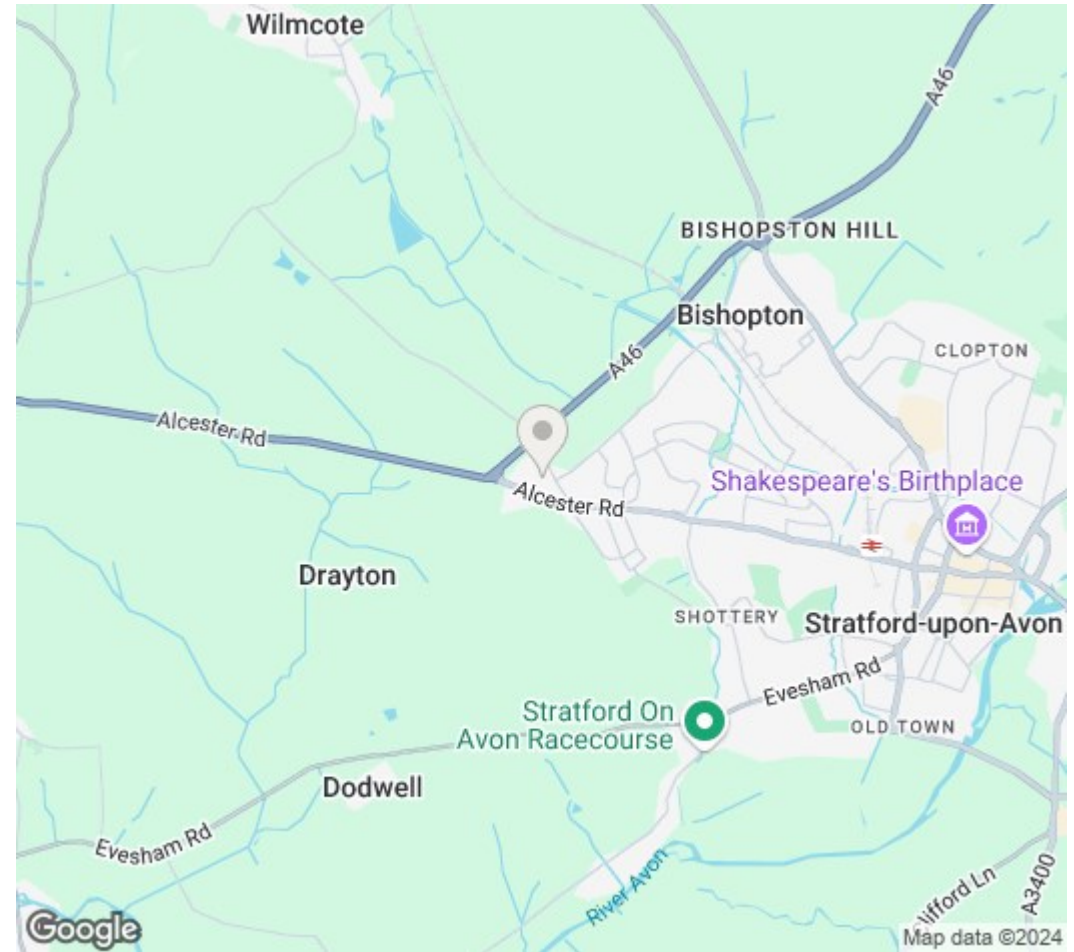 Wilmcote
A46
BISHOPSTON HILL
Bishopton
CLOPTON
A46
Alcester Rd
Shakespeare's Birthplace
Alcester Rd
Drayton
SHOTTERY
Stratford-upon-Avon
Evesham Rd
Stratford On
Avon Racecourse
OLD TOWN
Dodwell
Evesham Rd
River Avon
A3400
Google
Map data ©2024